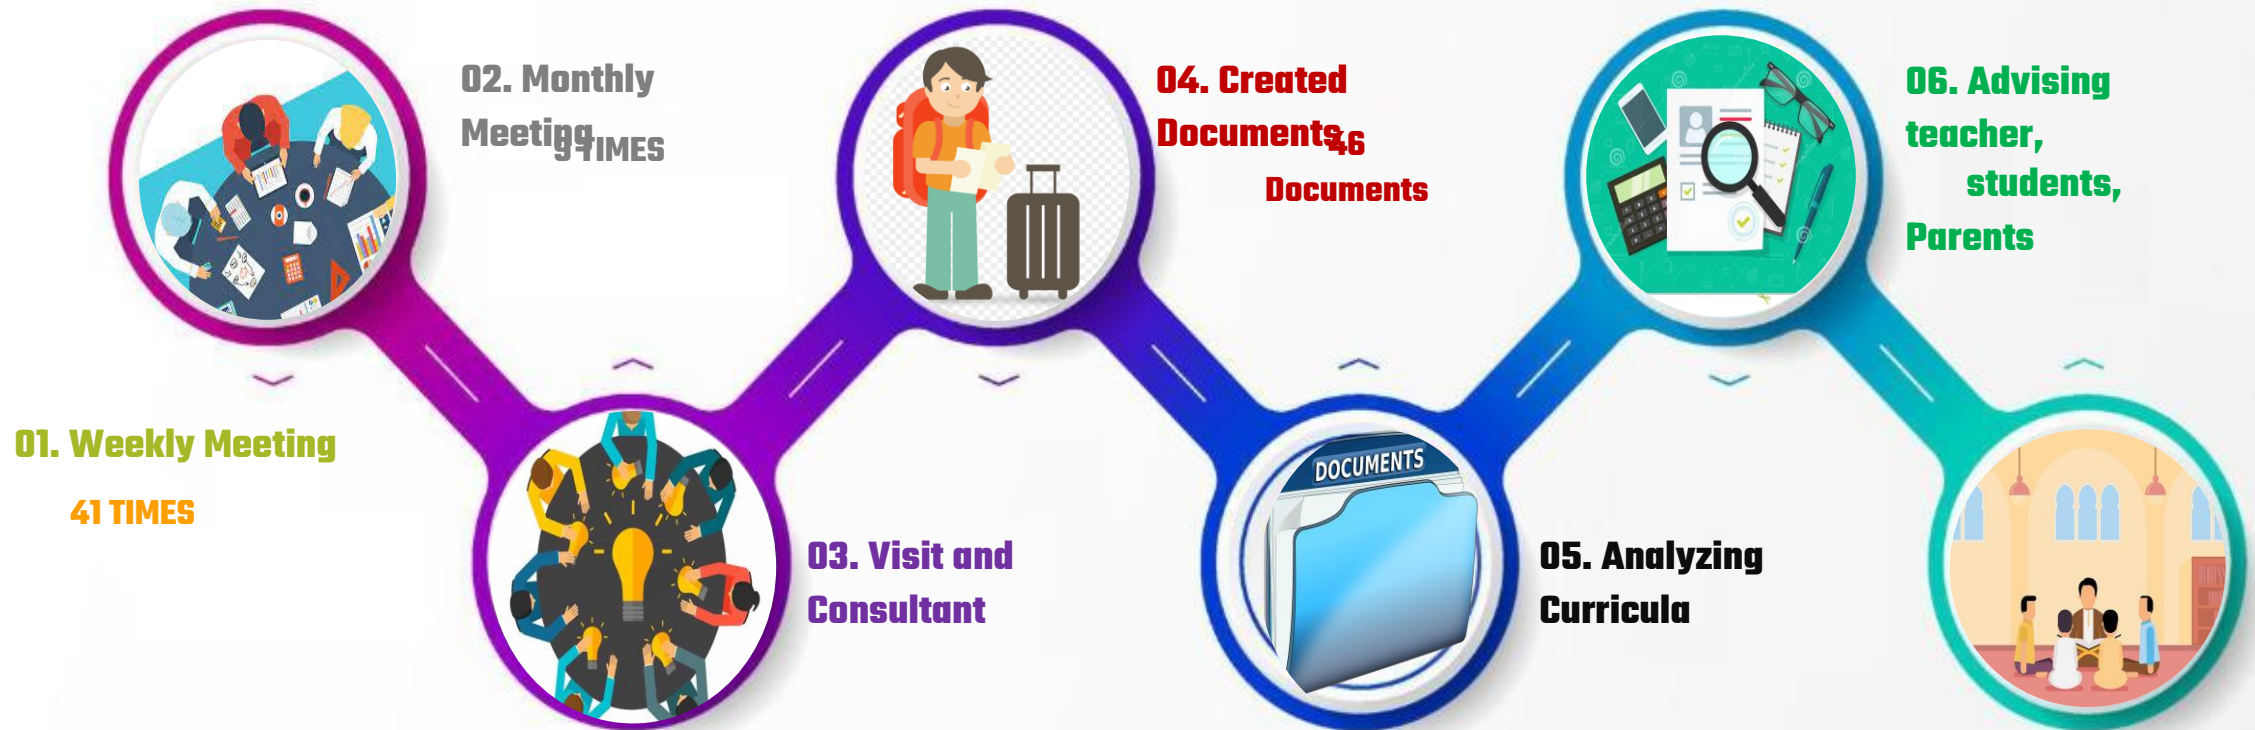 01. Weekly Meeting
41 TIMES
02. Monthly
Meeting
9 TIMES
03. Visit and
Consultant
04. Created
Documents
46
Documents
DOCUMENTS
05. Analyzing
Curricula
06. Advising
teacher,
students,
Parents